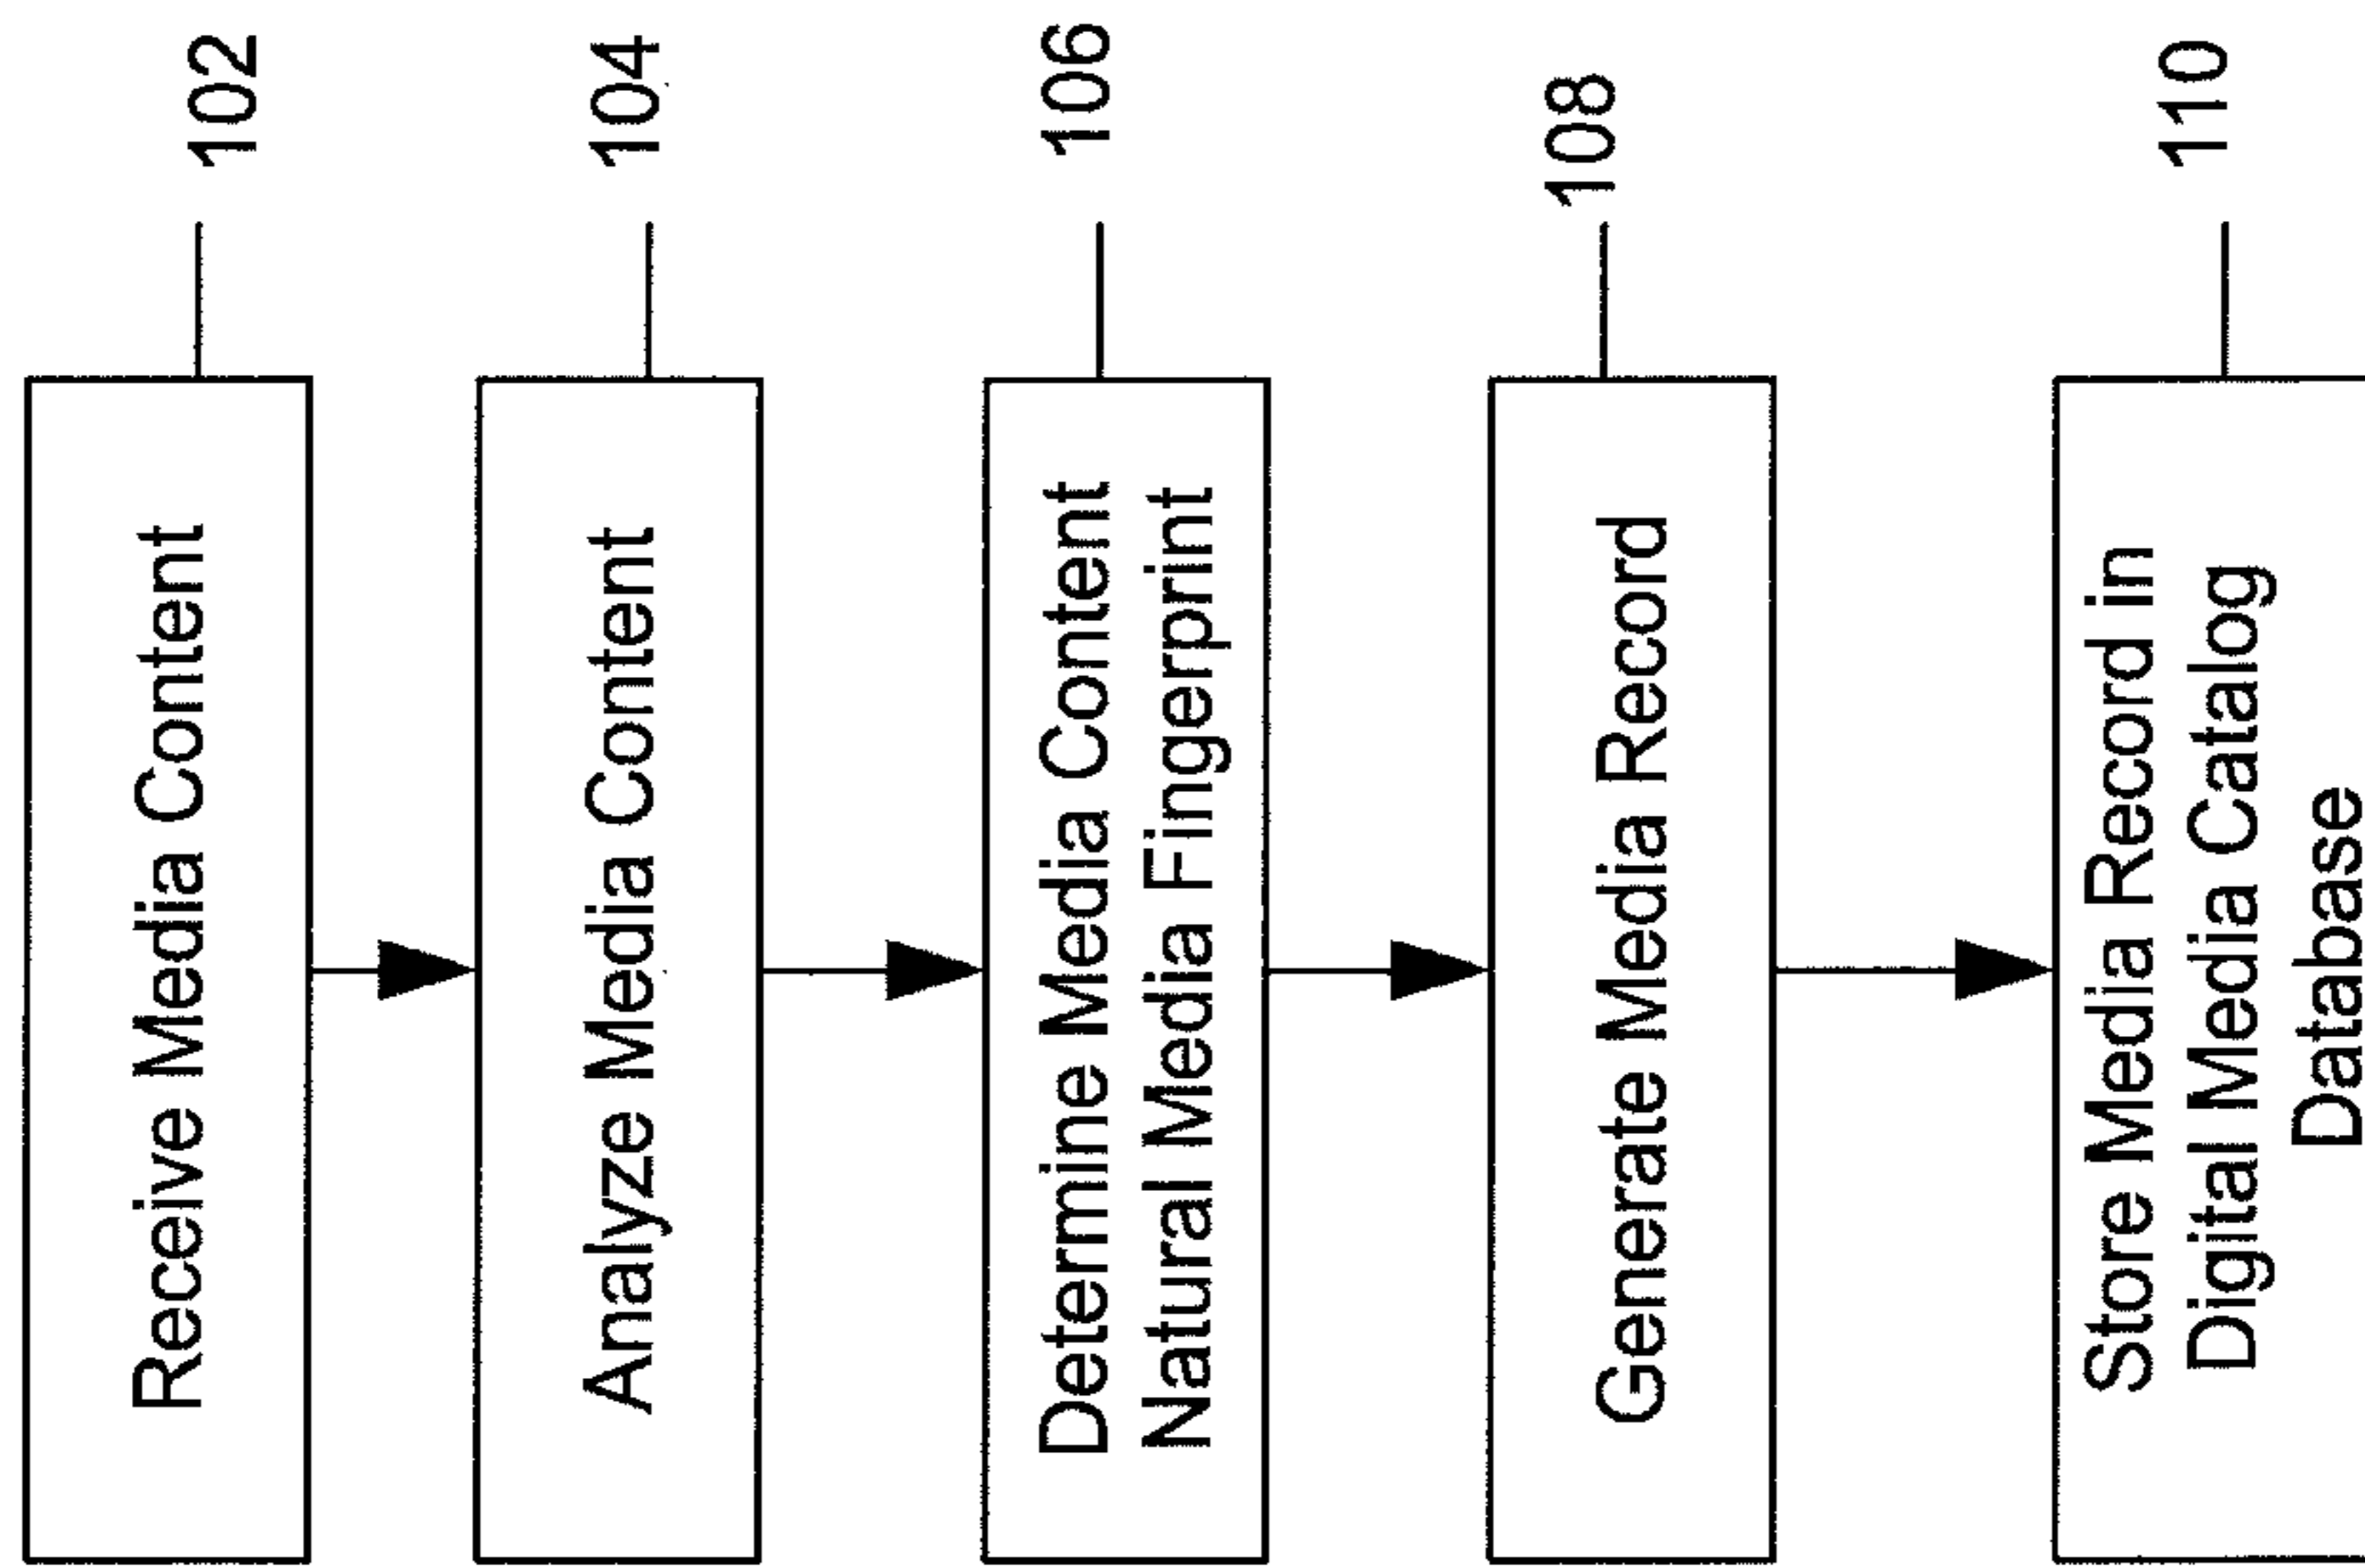 Receive Media Content
102
Analyze Media Content
104
Determine Media Content
Natural Media Fingerprint
106
Generate Media Record
108
Store Media Record in
Digital Media Catalog
Database
110